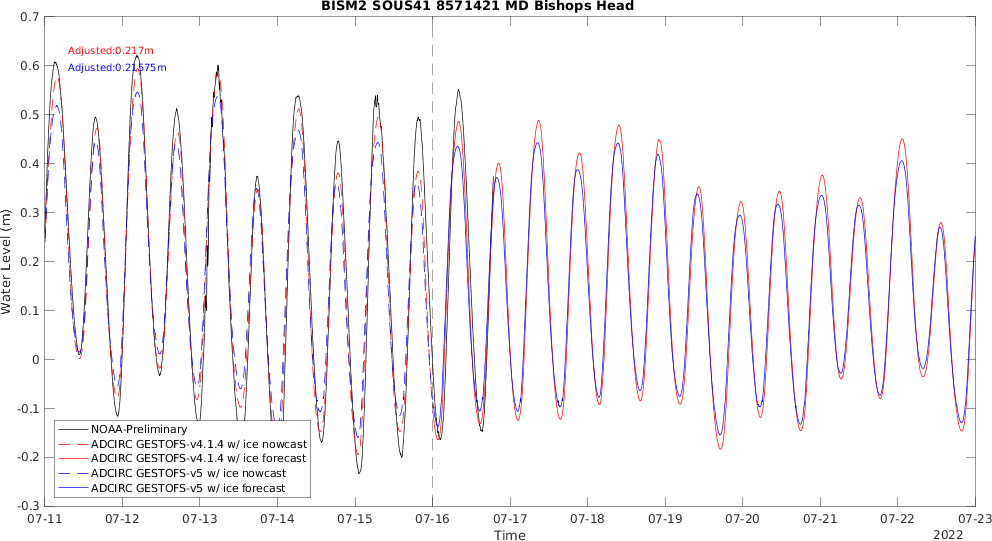 BISM2 SOUS41 8571421 MD Bishops Head
0.7
0.6
0.5
0.4
0.3
0.2
0.1
0
-0.1
-0.2
-0.3
Water Level (m)
Adjusted:0.217m
Adjusted:0.21575m
NOAA-Preliminary
ADCIRC GESTOFS-v4.1.4 w/ ice nowcast
ADCIRC GESTOFS-v4.1.4 w/ ice forecast
ADCIRC GESTOFS-v5 w/ ice nowcast
ADCIRC GESTOFS-v5 w/ ice forecast
07-11 07-12 07-13 07-14 07-15 07-16 07-17 07-18 07-19 07-20 07-21 07-22 07-23
Time
2022